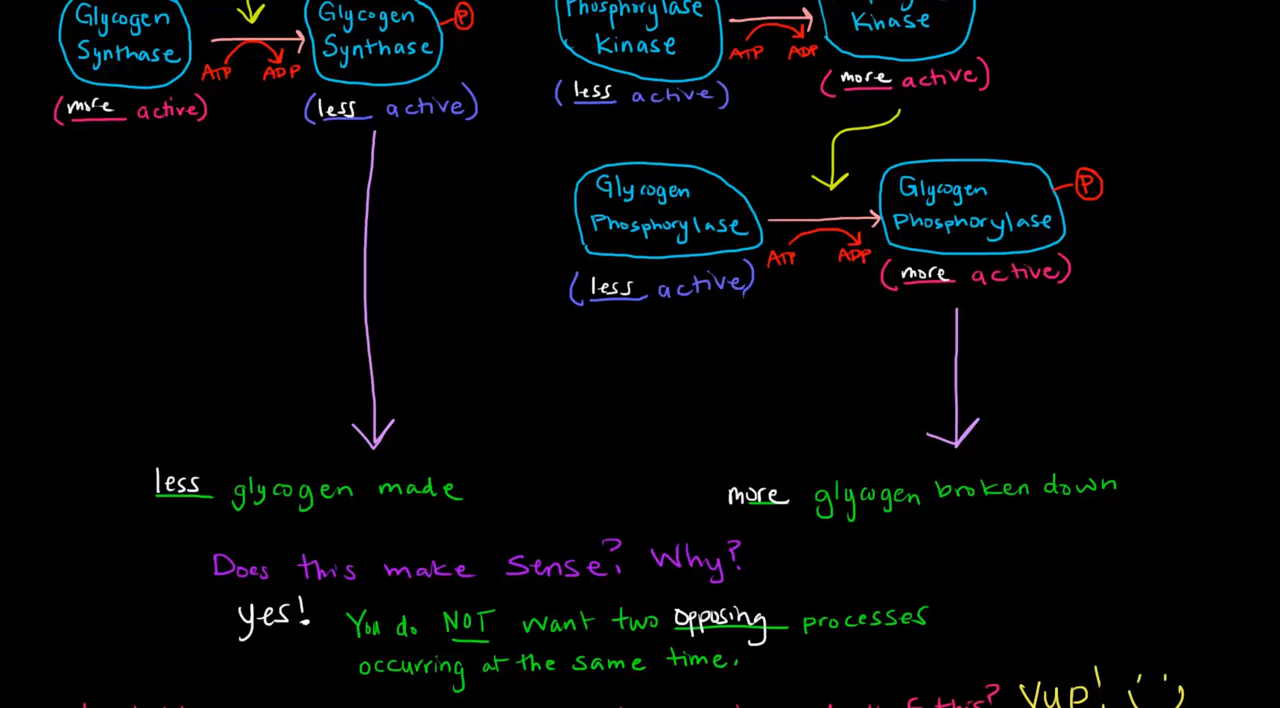 Glycogen
Synthase
ATP ADP
Glycogen
Synthase
P
(more active)
(less active)
Phosphorylase
Kinase
ATP ADP
Kinase
(less active)
(more active)
Glycogen
Phosphorylase
ATP ADP
Glycogen
Phosphorylase
P
(less active)
(more active)
less glycogen made
more glycogen broken down
Does this make sense? Why?
yes! You do NOT want two opposing processes
occurring at the same time.
this? Yup! :)